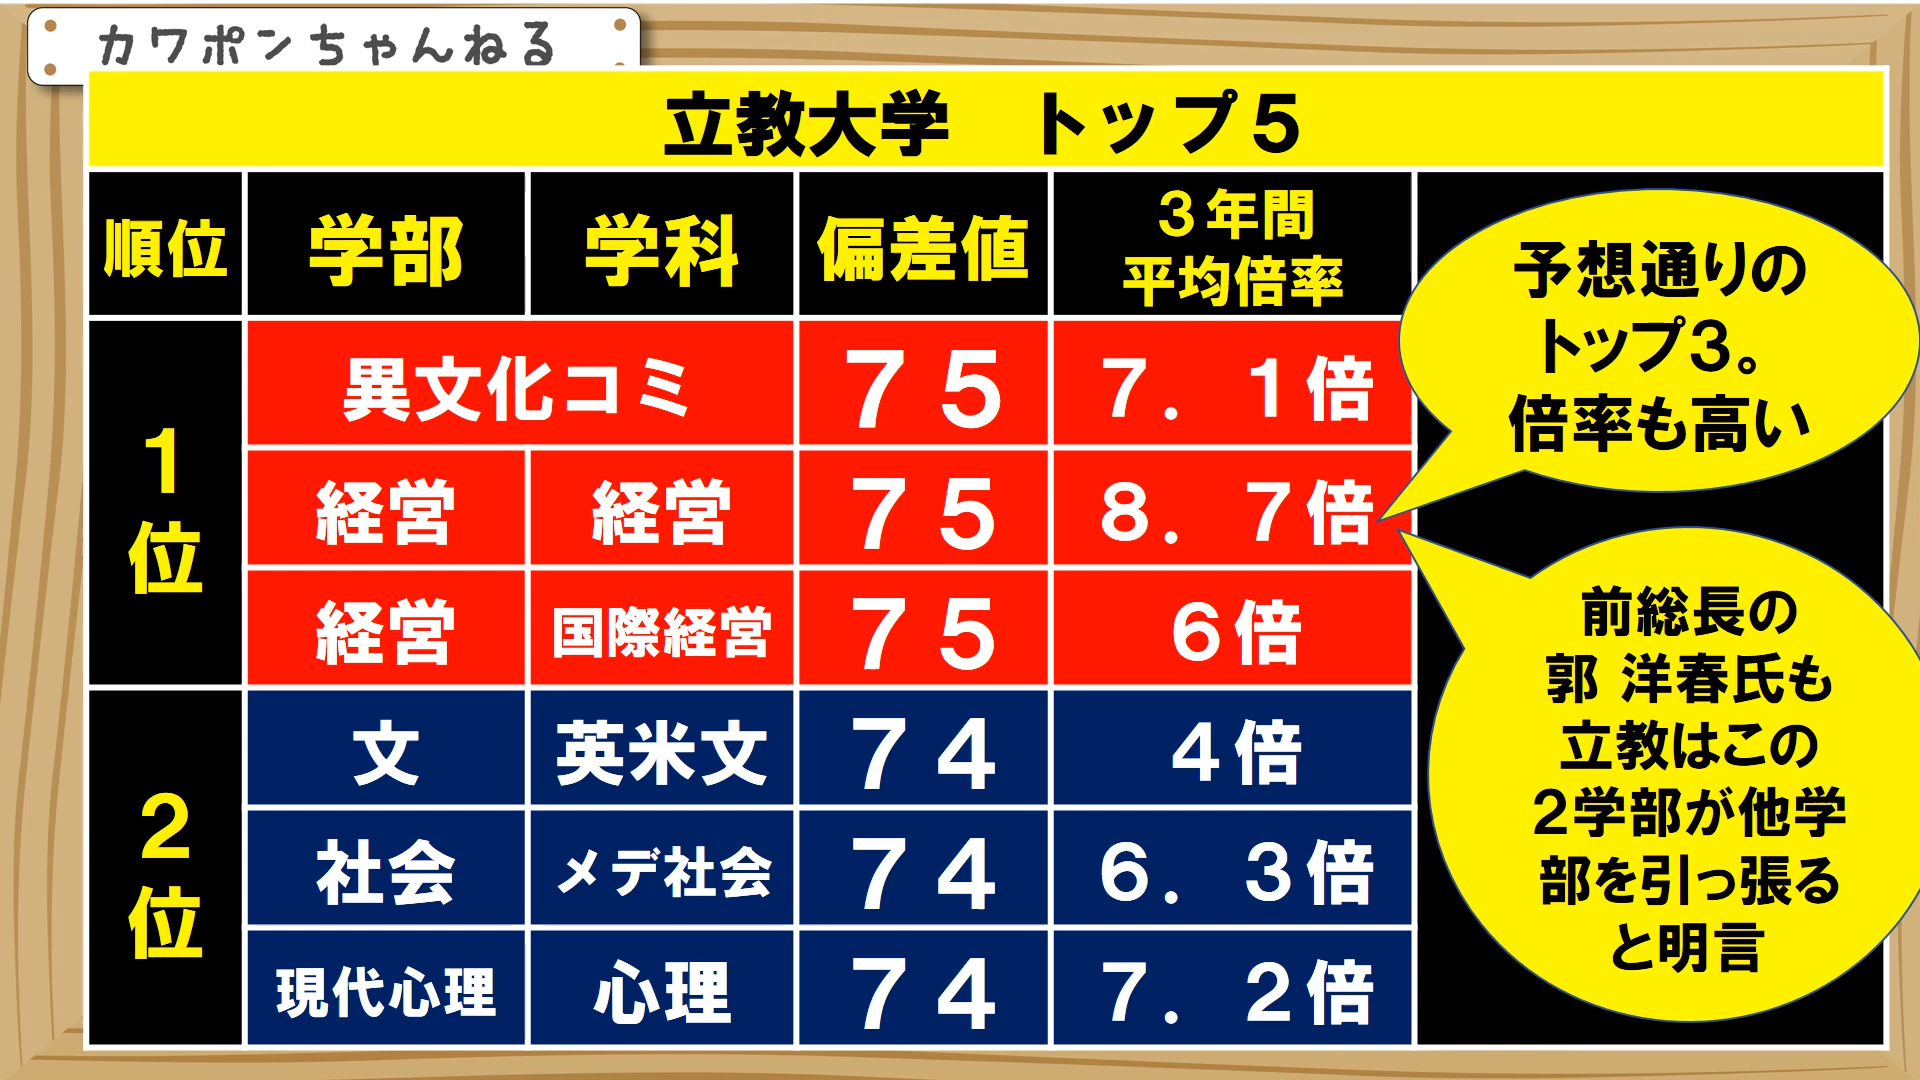 カワポンちゃんねる
立教大学　トップ５
順位
学部
学科
偏差値
３年間
平均倍率
１
位
異文化コミ
７５
７．１倍
経営
経営
７５
８．７倍
経営
国際経営
７５
６倍
２
位
文
英米文
７４
４倍
社会
メデ社会
７４
６．３倍
現代心理
心理
７４
７．２倍
予想通りの
トップ３。
倍率も高い
前総長の
郭 洋春氏も
立教はこの
２学部が他学
部を引っ張る
と明言